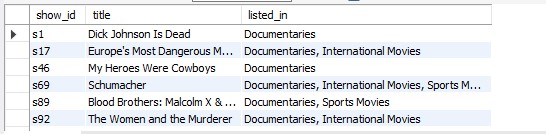 show_id title listed_in
s1 Dick Johnson Is Dead Documentaries
s17 Europe's Most Dangerous M... Documentaries, International Movies
s46 My Heroes Were Cowboys Documentaries
s69 Schumacher Documentaries, International Movies, Sports M...
s89 Blood Brothers: Malcolm X & ... Documentaries, Sports Movies
s92 The Women and the Murderer Documentaries, International Movies